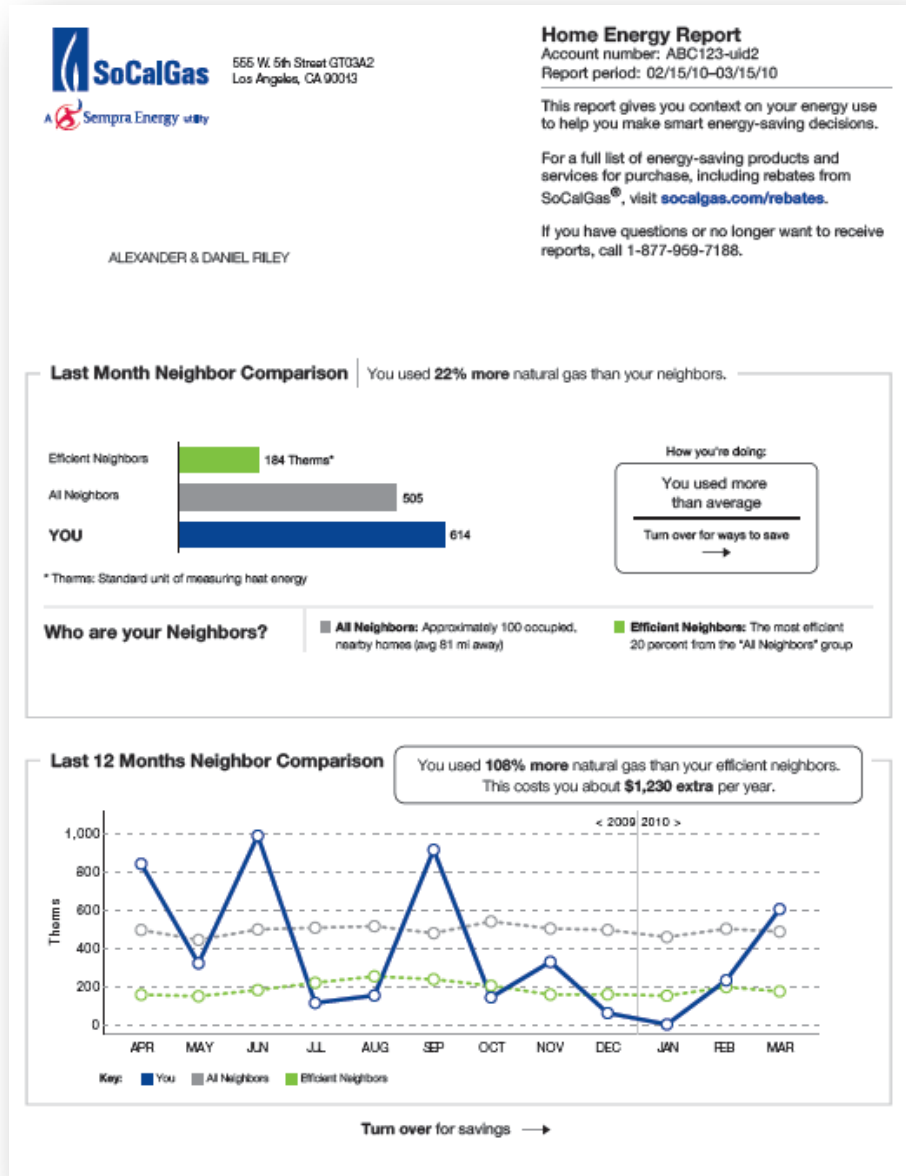 SoCalGas
A Sempra Energy utility
555 W. 5th Street GT03A2
Los Angeles, CA 90013
Home Energy Report
Account number: ABC123-uid2
Report period: 02/15/10–03/15/10
This report gives you context on your energy use
to help you make smart energy-saving decisions.
For a full list of energy-saving products and
services for purchase, including rebates from
SoCalGas®, visit socalgas.com/rebates.
If you have questions or no longer want to receive
reports, call 1-877-959-7188.
ALEXANDER & DANIEL RILEY
Last Month Neighbor Comparison
You used 22% more natural gas than your neighbors.
Efficient Neighbors
184 Therms*
All Neighbors
505
YOU
614
* Therms: Standard unit of measuring heat energy
How you're doing:
You used more
than average
Turn over for ways to save
→
Who are your Neighbors?
All Neighbors: Approximately 100 occupied,
nearby homes (avg 81 mi away)
Efficient Neighbors: The most efficient
20 percent from the "All Neighbors" group
Last 12 Months Neighbor Comparison
You used 108% more natural gas than your efficient neighbors.
This costs you about $1,230 extra per year.
< 2009 2010 >
Therms
1,000
800
600
400
200
0
APR MAY JUN JUL AUG SEP OCT NOV DEC JAN FEB MAR
Key: You All Neighbors Efficient Neighbors
Turn over for savings →